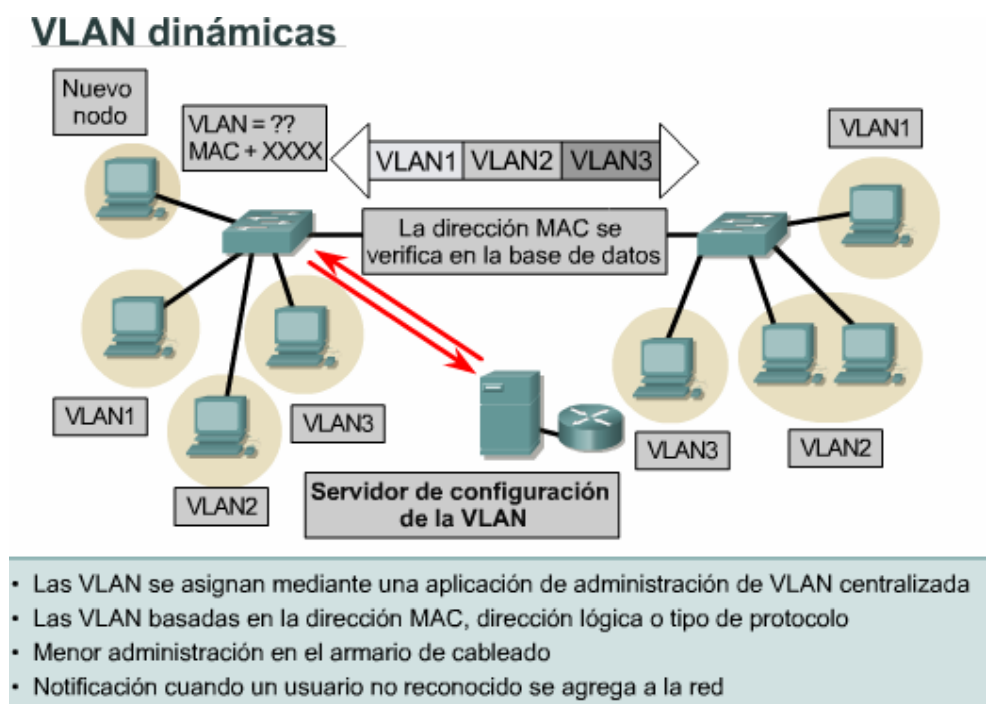 VLAN dinámicas
Nuevo
nodo
VLAN = ??
MAC + XXXX
VLAN1 VLAN2 VLAN3
VLAN1
La dirección MAC se
verifica en la base de datos
VLAN1
VLAN3
VLAN2
VLAN3
VLAN2
Servidor de configuración
de la VLAN
• Las VLAN se asignan mediante una aplicación de administración de VLAN centralizada
• Las VLAN basadas en la dirección MAC, dirección lógica o tipo de protocolo
• Menor administración en el armario de cableado
• Notificación cuando un usuario no reconocido se agrega a la red